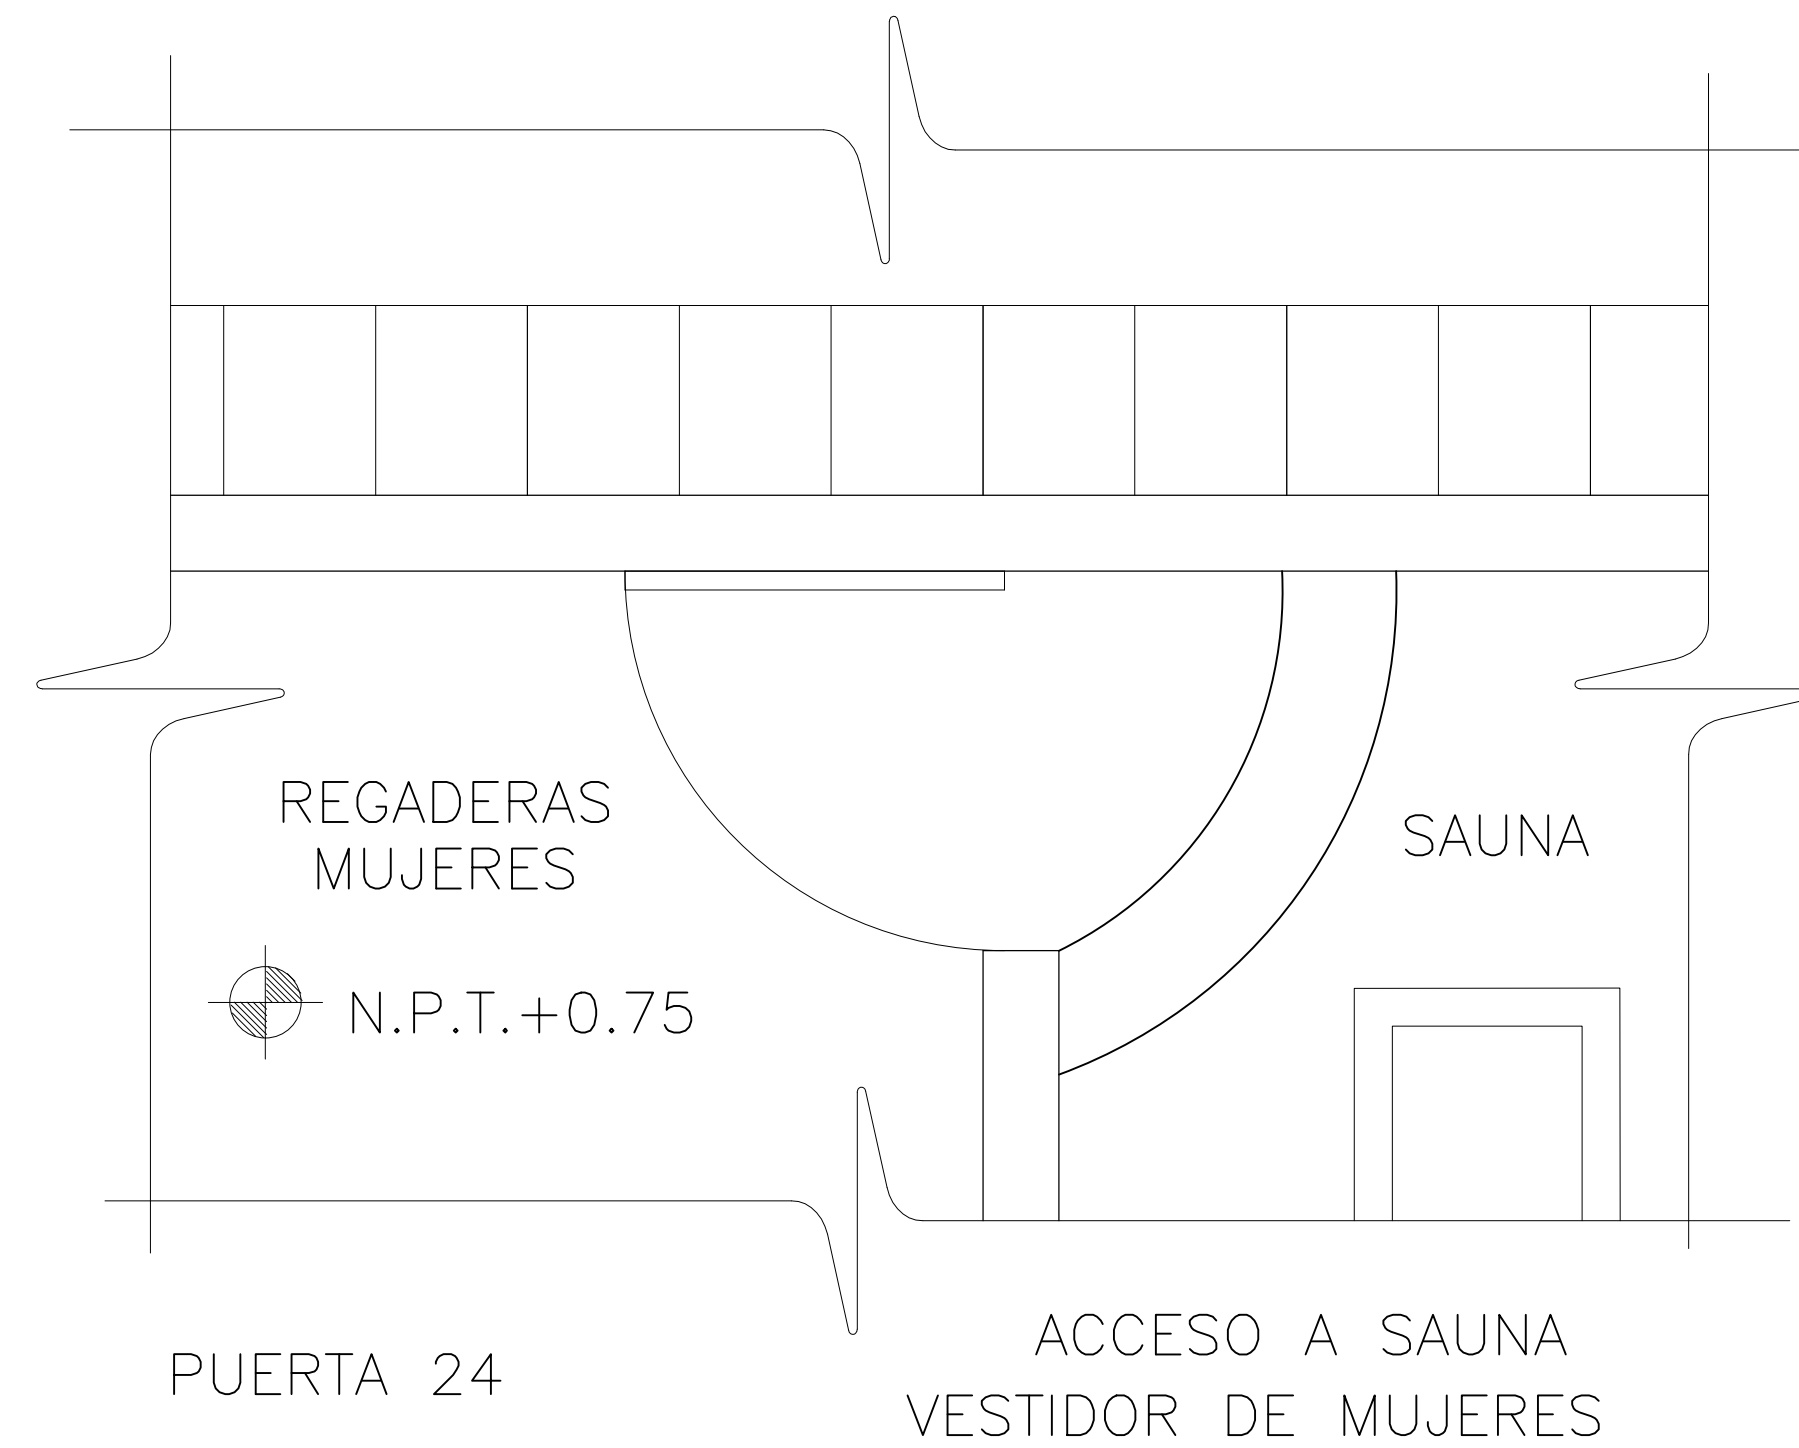 REGADERAS
MUJERES
SAUNA
N.P.T.+0.75
PUERTA 24
ACCESO A SAUNA
VESTIDOR DE MUJERES